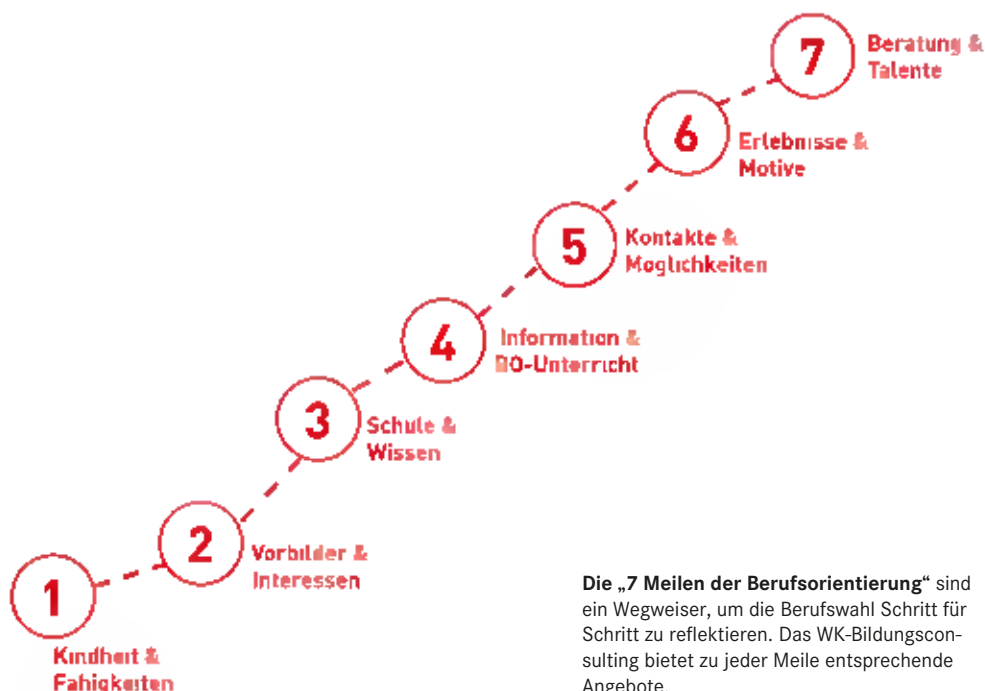 7
Beratung &
Talente
6
Erlebnisse &
Motive
5
Kontakte &
Möglichkeiten
4
Information &
BO-Unterricht
3
Schule &
Wissen
2
Vorbilder &
Interessen
1
Kindheit &
Fähigkeiten
Die „7 Meilen der Berufsorientierung“ sind
ein Wegweiser, um die Berufswahl Schritt für
Schritt zu reflektieren. Das WK-Bildungscon-
sulting bietet zu jeder Meile entsprechende
Angebote.